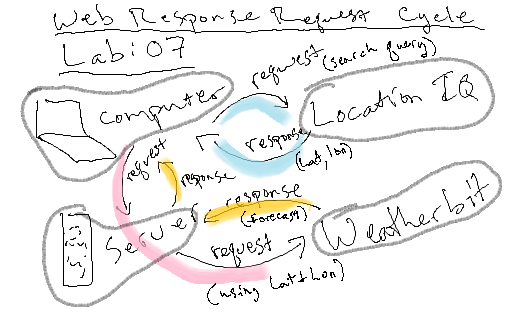 Web Response Request Cycle
Lab: 07
request
(search query)
Computer
Location IQ
response
(Lat, lon)
request
response
response
(forecast)
Server
Weatherbit
request
(using lat + lon)